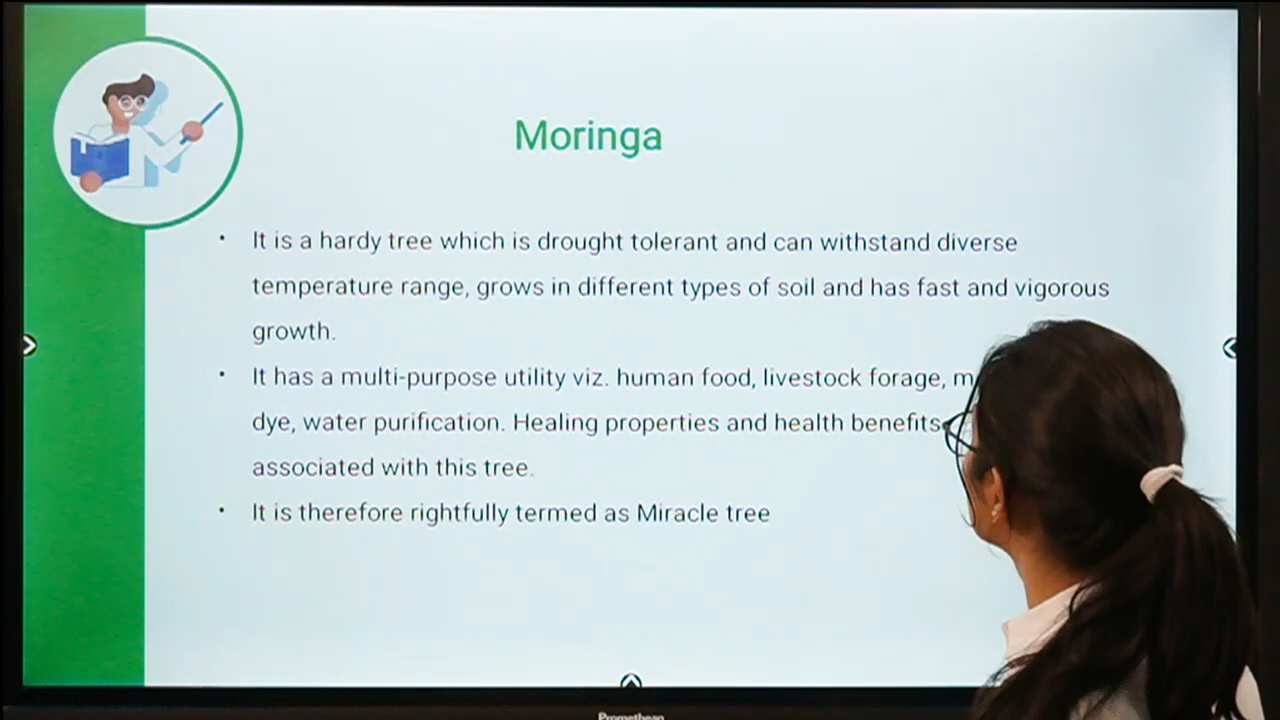 Moringa
• It is a hardy tree which is drought tolerant and can withstand diverse
temperature range, grows in different types of soil and has fast and vigorous
growth.
• It has a multi-purpose utility viz. human food, livestock forage,
dye, water purification. Healing properties and health benefits
associated with this tree.
• It is therefore rightfully termed as Miracle tree
Promethean